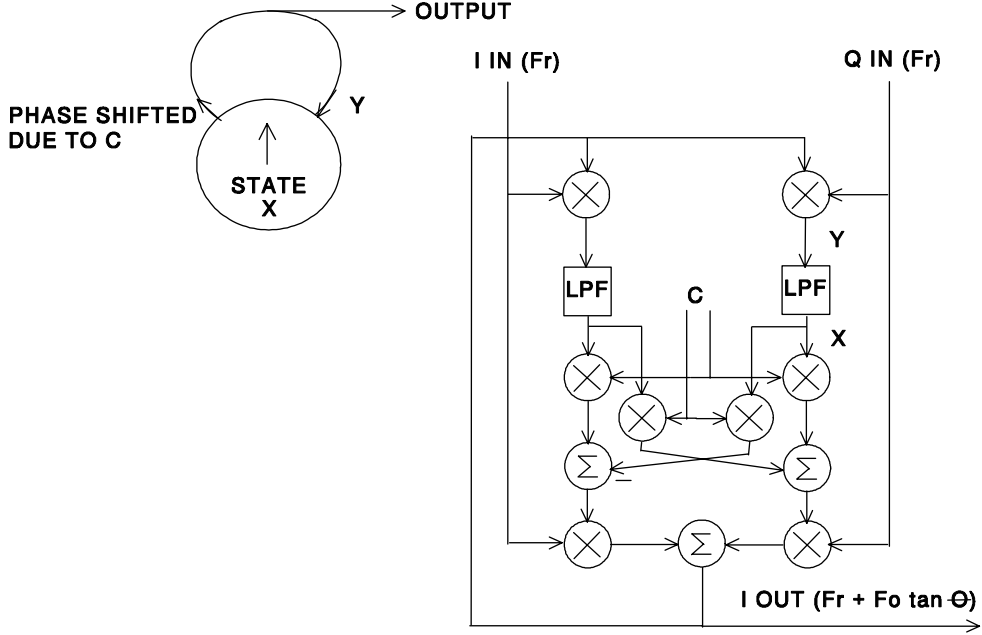 OUTPUT
I IN (Fr)
Q IN (Fr)
Y
PHASE SHIFTED
DUE TO C
STATE
X
Y
LPF
LPF
C
X
Σ
Σ
–
Σ
I OUT (Fr + Fo tan Θ)